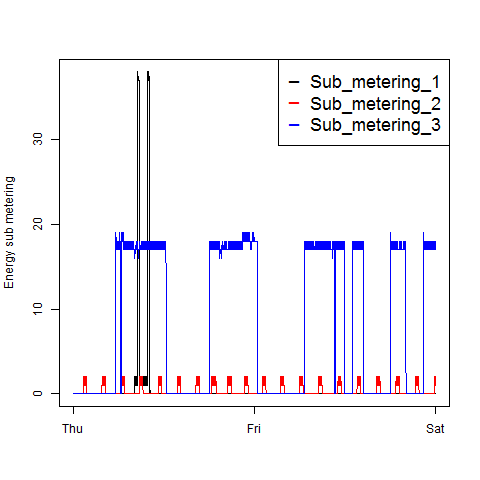 Sub_metering_1
Sub_metering_2
Sub_metering_3
Energy sub metering
30
20
10
0
Thu
Fri
Sat